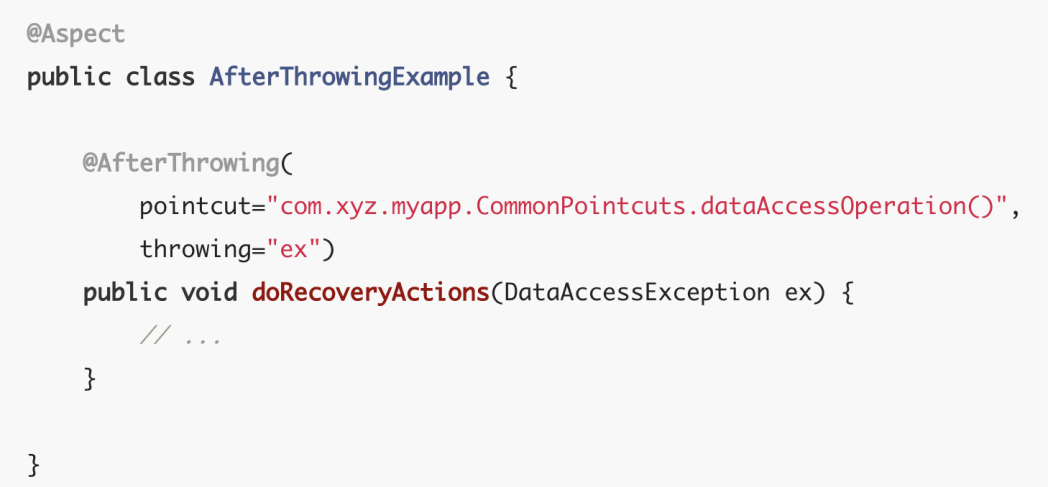 @Aspect
public class AfterThrowingExample {
@AfterThrowing(
pointcut="com.xyz.myapp.CommonPointcuts.dataAccessOperation()",
throwing="ex")
public void doRecoveryActions(DataAccessException ex) {
// ...
}
}